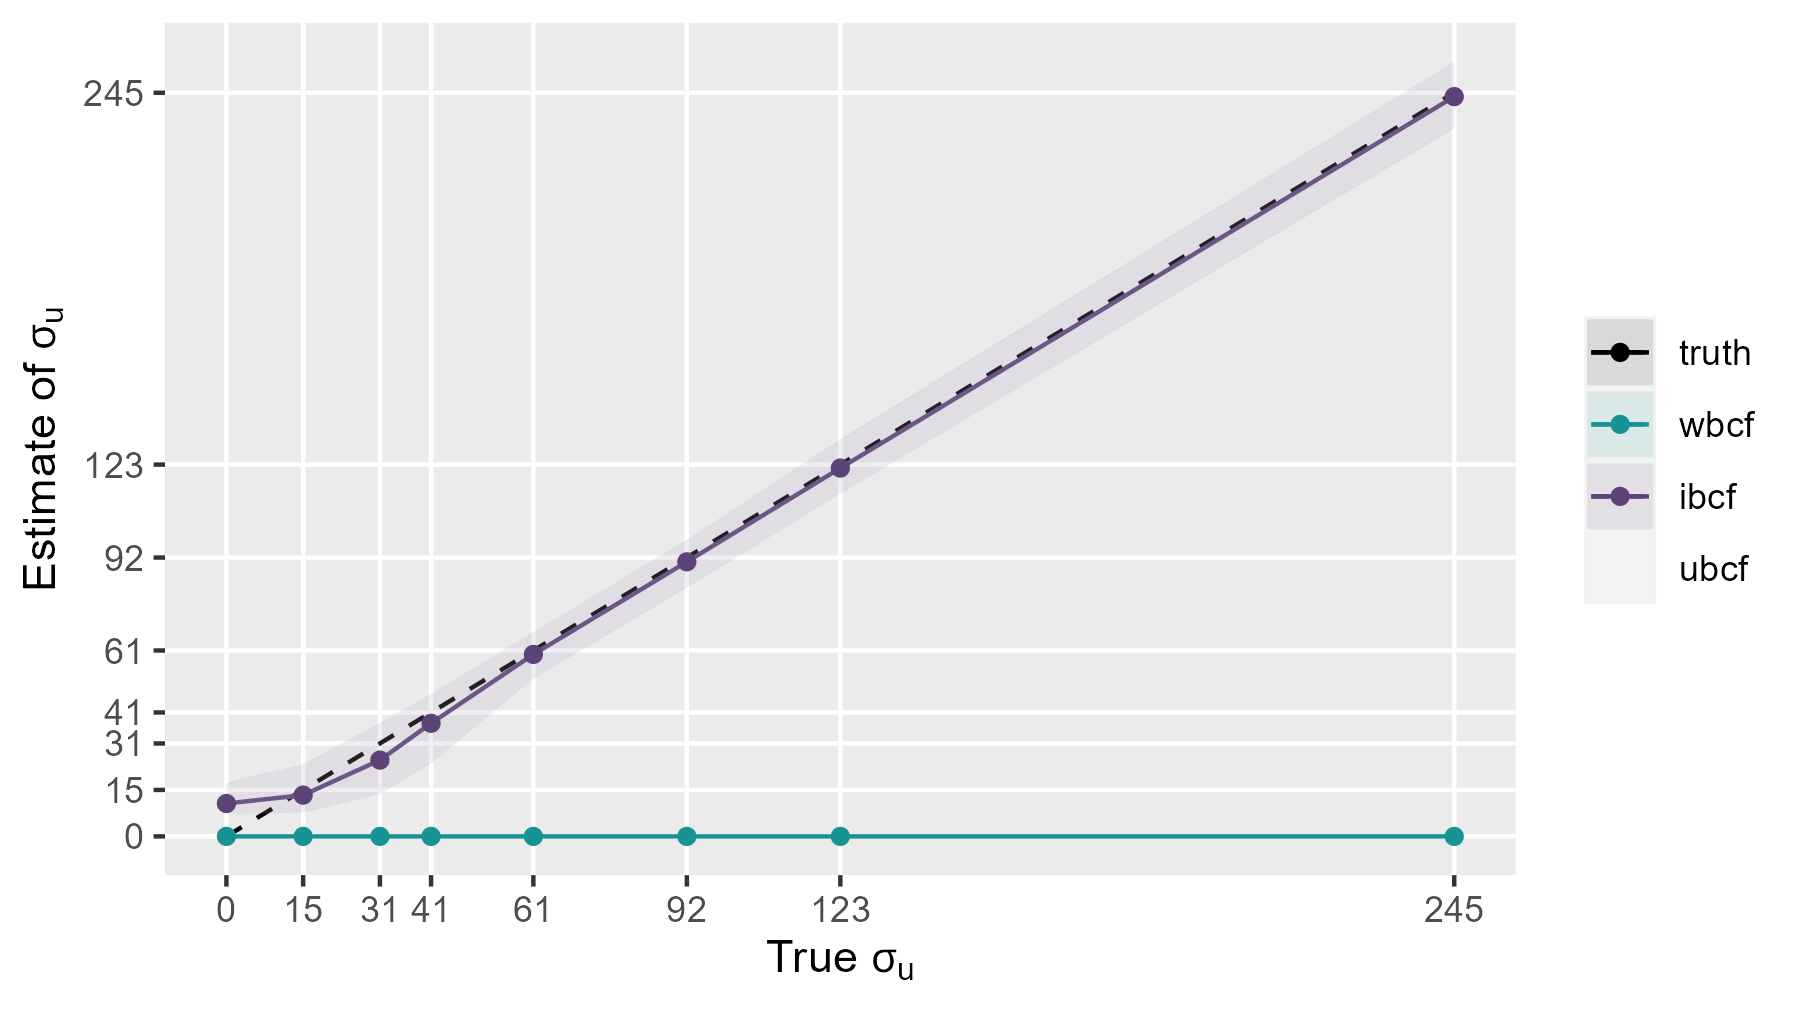 Estimate of σu
245
123
92
61
41
31
15
0
0 15 31 41 61 92 123 245
True σu
truth
wbcf
ibcf
ubcf